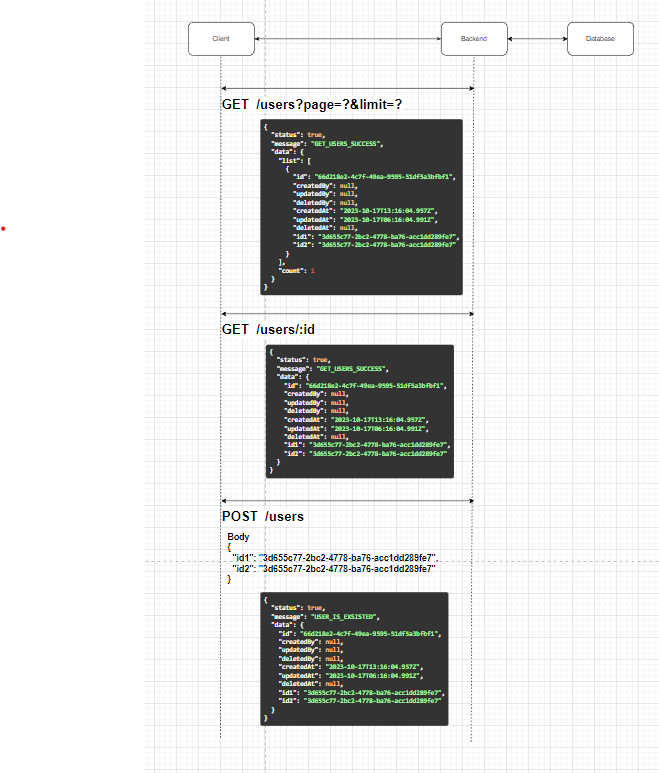 Client
Backend
Database
GET /users?page=?&limit=?
{
"status": true,
"message": "GET_USERS_SUCCESS",
"data": {
"list": [
{
"id": "66d218e2-4c7f-49ea-9595-51df5a3bfbf1",
"createdBy": null,
"updatedBy": null,
"deletedBy": null,
"createdAt": "2023-10-17T13:16:04.957Z",
"updatedAt": "2023-10-17T06:16:04.991Z",
"deletedAt": null,
"id1": "3d655c77-2bc2-4778-ba76-acc1dd289fe7",
"id2": "3d655c77-2bc2-4778-ba76-acc1dd289fe7"
}
],
"count": 1
}
}
GET /users/:id
{
"status": true,
"message": "GET_USERS_SUCCESS",
"data": {
"id": "66d218e2-4c7f-49ea-9595-51df5a3bfbf1",
"createdBy": null,
"updatedBy": null,
"deletedBy": null,
"createdAt": "2023-10-17T13:16:04.957Z",
"updatedAt": "2023-10-17T06:16:04.991Z",
"deletedAt": null,
"id1": "3d655c77-2bc2-4778-ba76-acc1dd289fe7",
"id2": "3d655c77-2bc2-4778-ba76-acc1dd289fe7"
}
}
POST /users
Body
{
"id1": "3d655c77-2bc2-4778-ba76-acc1dd289fe7",
"id2": "3d655c77-2bc2-4778-ba76-acc1dd289fe7"
}
{
"status": true,
"message": "USER_IS_EXSISTED",
"data": {
"id": "66d218e2-4c7f-49ea-9595-51df5a3bfbf1",
"createdBy": null,
"updatedBy": null,
"deletedBy": null,
"createdAt": "2023-10-17T13:16:04.957Z",
"updatedAt": "2023-10-17T06:16:04.991Z",
"deletedAt": null,
"id1": "3d655c77-2bc2-4778-ba76-acc1dd289fe7",
"id2": "3d655c77-2bc2-4778-ba76-acc1dd289fe7"
}
}